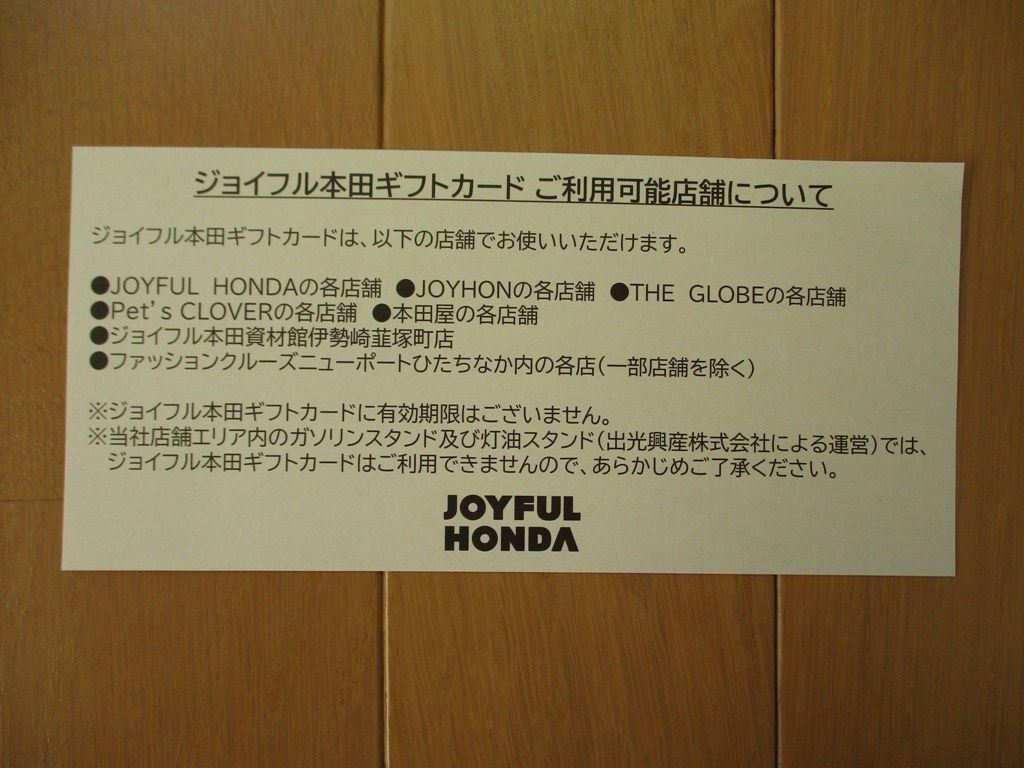 ジョイフル本田ギフトカード ご利用可能店舗について
ジョイフル本田ギフトカードは、以下の店舗でお使いいただけます。
●JOYFUL HONDAの各店舗 ●JOYHONの各店舗 ●THE GLOBEの各店舗
●Pet's CLOVERの各店舗 ●本田屋の各店舗
●ジョイフル本田資材館伊勢崎韮塚町店
●ファッションクルーズニューポートひたちなか内の各店(一部店舗を除く)
※ジョイフル本田ギフトカードに有効期限はございません。
※当社店舗エリア内のガソリンスタンド及び灯油スタンド(出光興産株式会社による運営)では、
ジョイフル本田ギフトカードはご利用できませんので、あらかじめご了承ください。
JOYFUL
HONDA